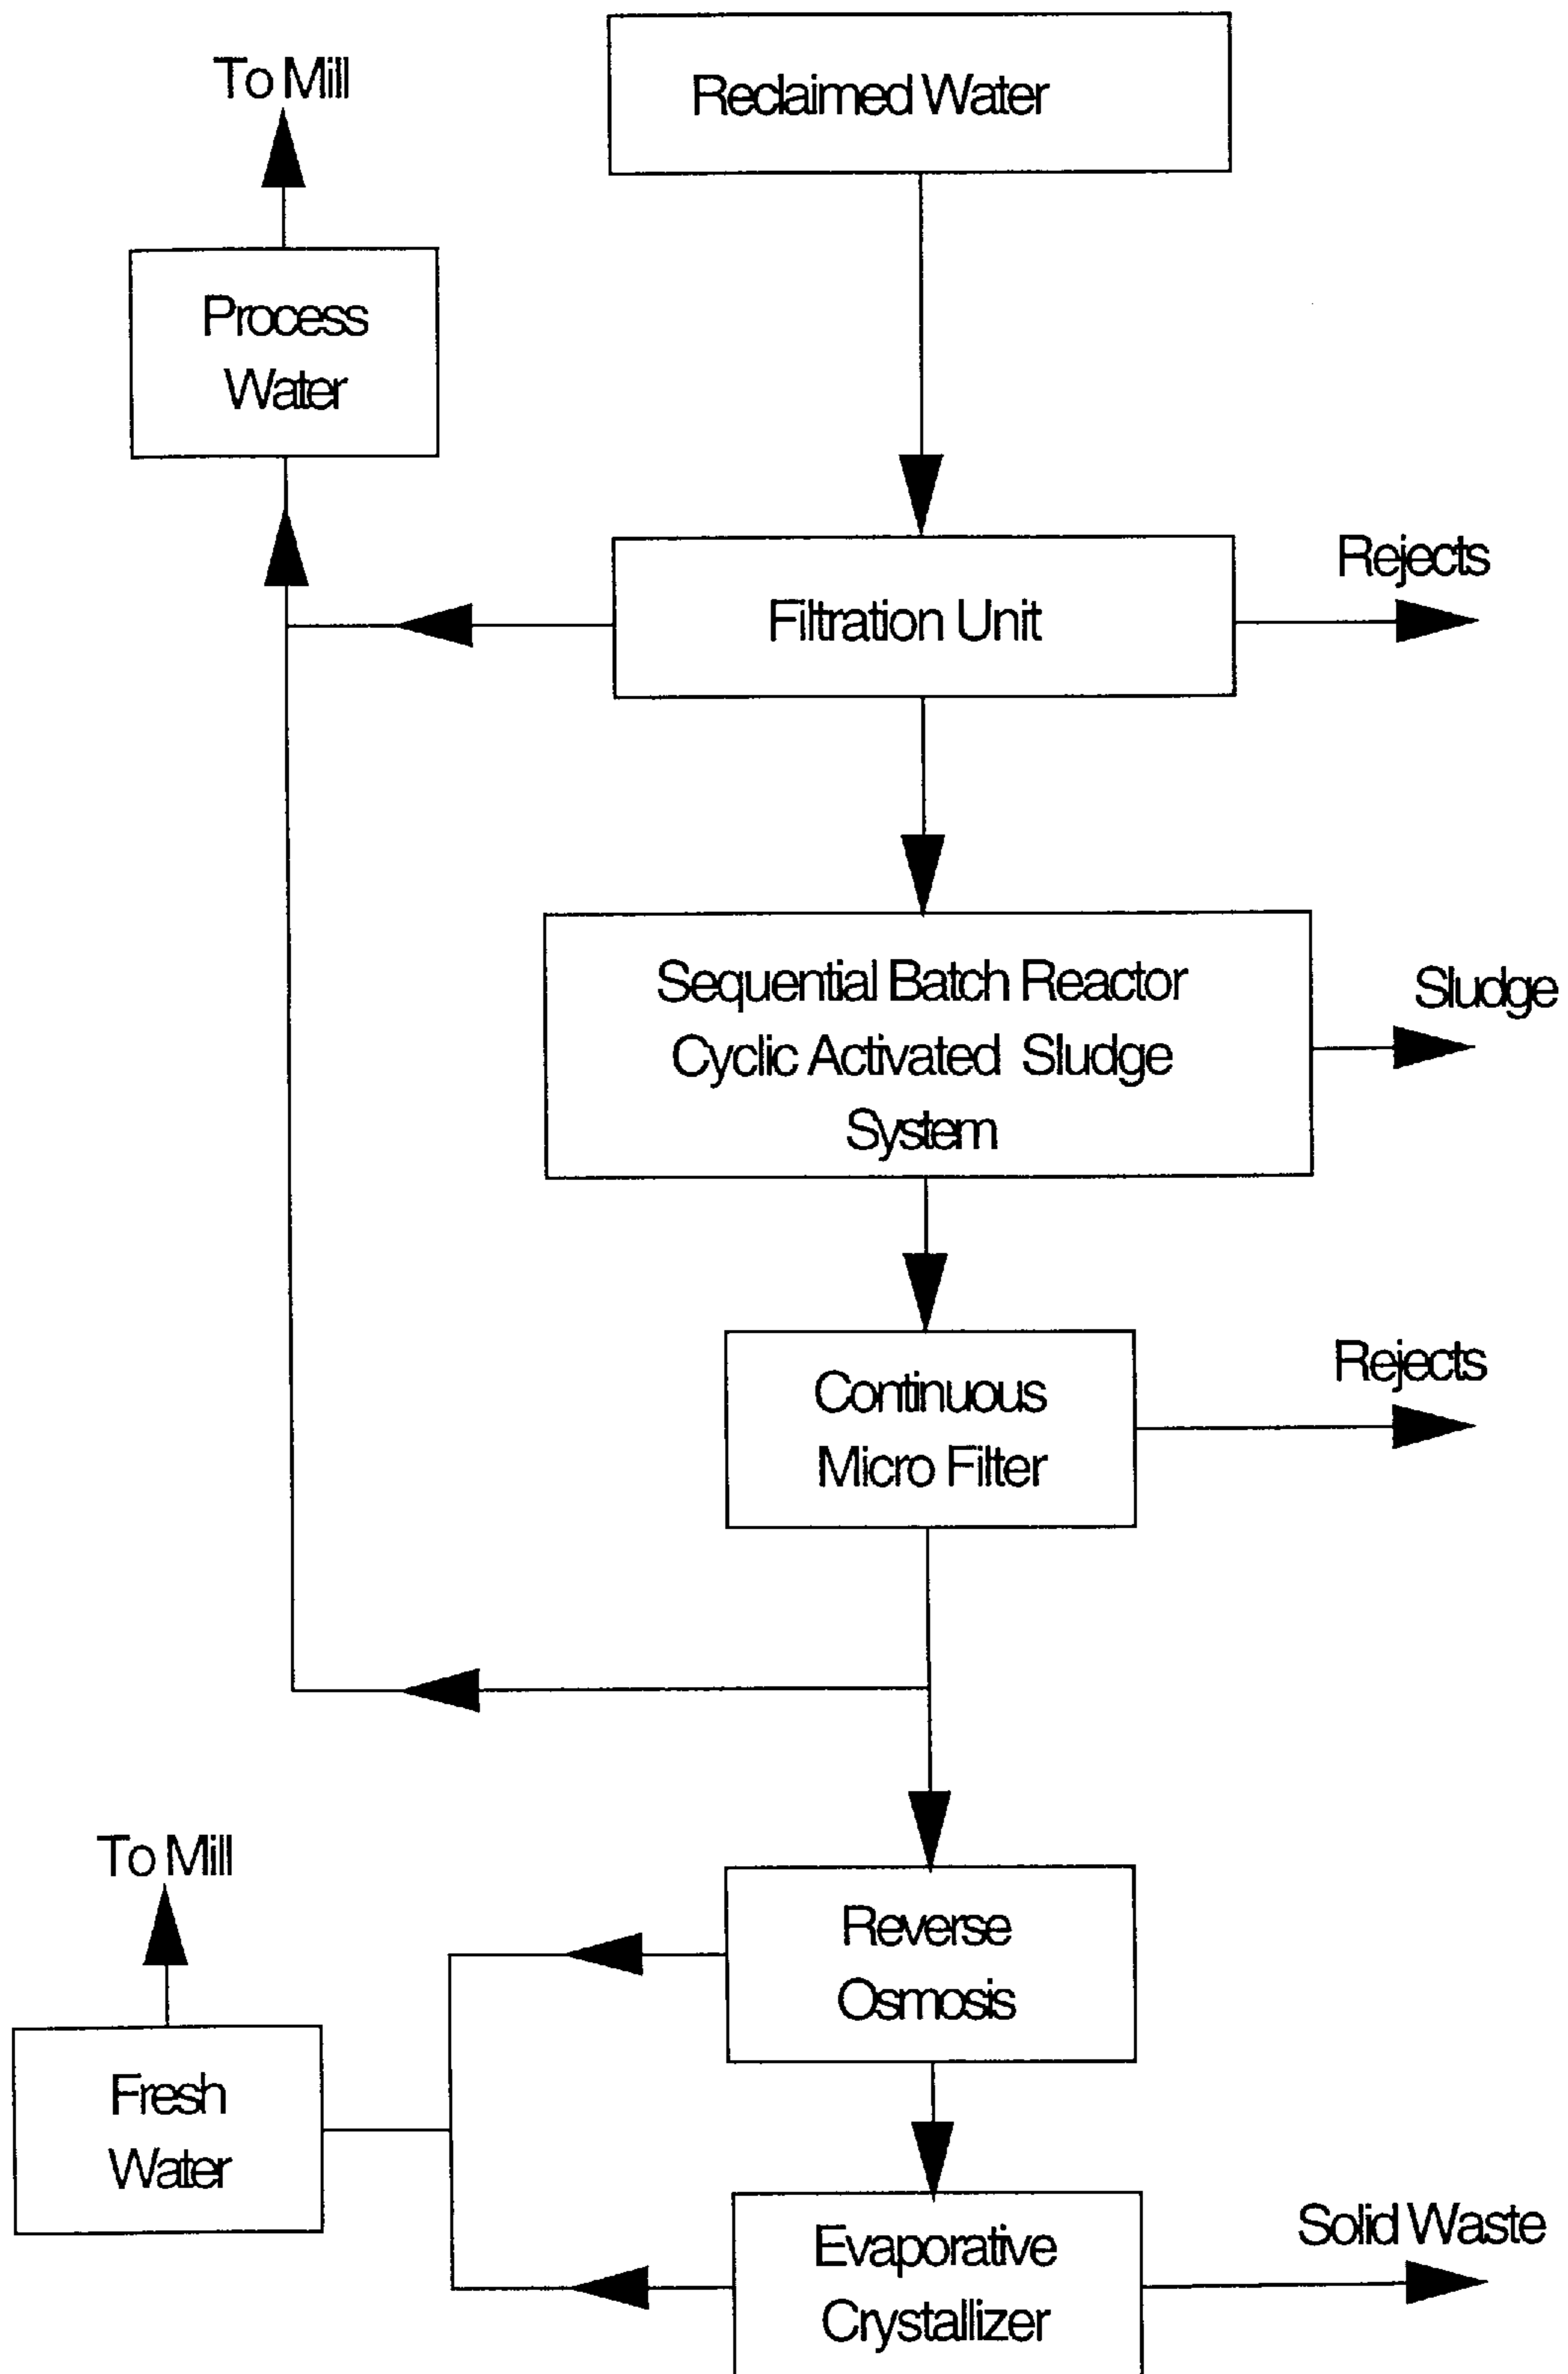 To Mill
Reclaimed Water
Process
Water
Rejects
Filtration Unit
Sequential Batch Reactor
Cyclic Activated Sludge
System
Sludge
Continuous
Micro Filter
Rejects
To Mill
Reverse
Osmosis
Fresh
Water
Solid Waste
Evaporative
Crystallizer